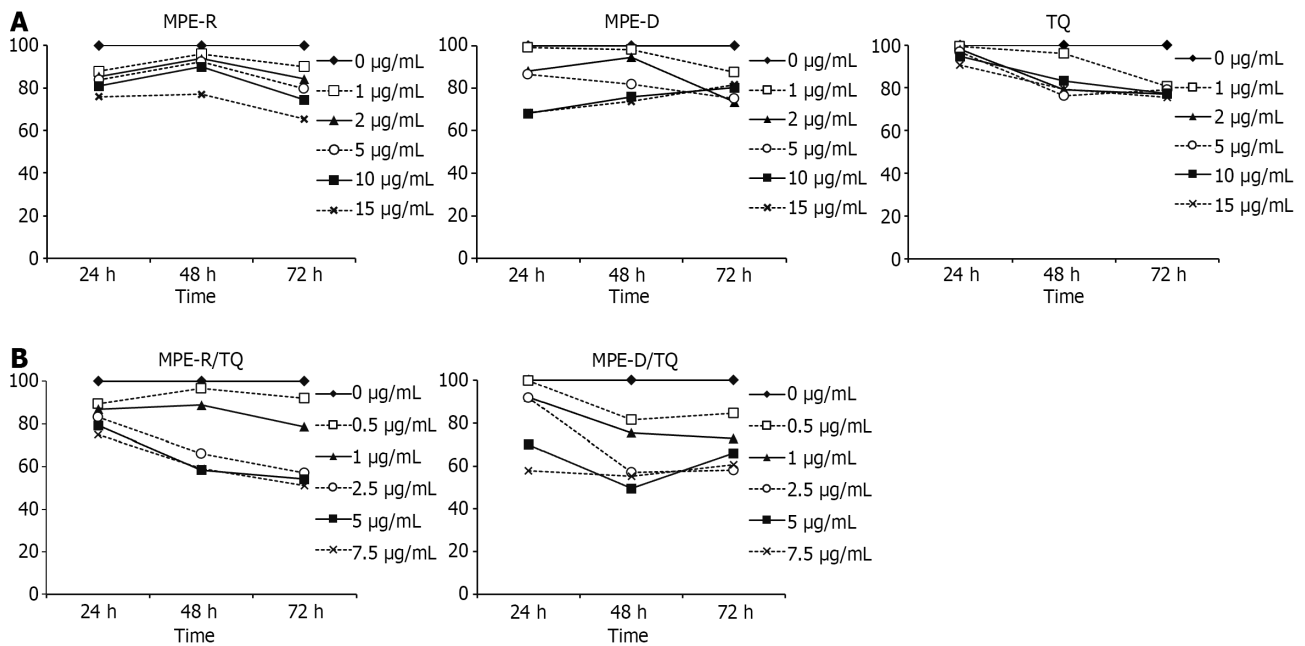 A
MPE-R
100
80
60
40
20
0
24 h 48 h 72 h
Time
0 µg/mL
1 µg/mL
2 µg/mL
5 µg/mL
10 µg/mL
15 µg/mL
MPE-D
100
80
60
40
20
0
24 h 48 h 72 h
Time
0 µg/mL
1 µg/mL
2 µg/mL
5 µg/mL
10 µg/mL
15 µg/mL
TQ
100
80
60
40
20
0
24 h 48 h 72 h
Time
0 µg/mL
1 µg/mL
2 µg/mL
5 µg/mL
10 µg/mL
15 µg/mL
B
MPE-R/TQ
100
80
60
40
20
0
24 h 48 h 72 h
Time
0 µg/mL
0.5 µg/mL
1 µg/mL
2.5 µg/mL
5 µg/mL
7.5 µg/mL
MPE-D/TQ
100
80
60
40
20
0
24 h 48 h 72 h
Time
0 µg/mL
0.5 µg/mL
1 µg/mL
2.5 µg/mL
5 µg/mL
7.5 µg/mL